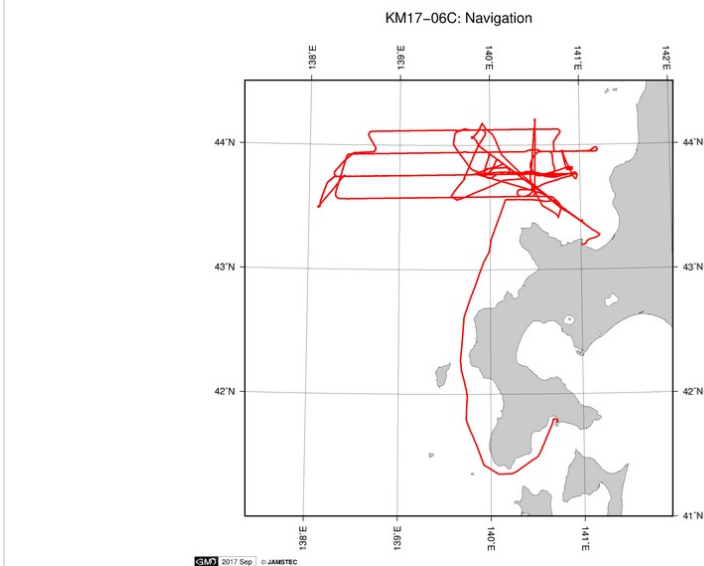 KM17−06C: Navigation
138˚E 139˚E 140˚E 141˚E 142˚E
44˚N 44˚N
43˚N 43˚N
42˚N 42˚N
41˚N
138˚E 139˚E 140˚E 141˚E
GMT 2017 Sep © JAMSTEC